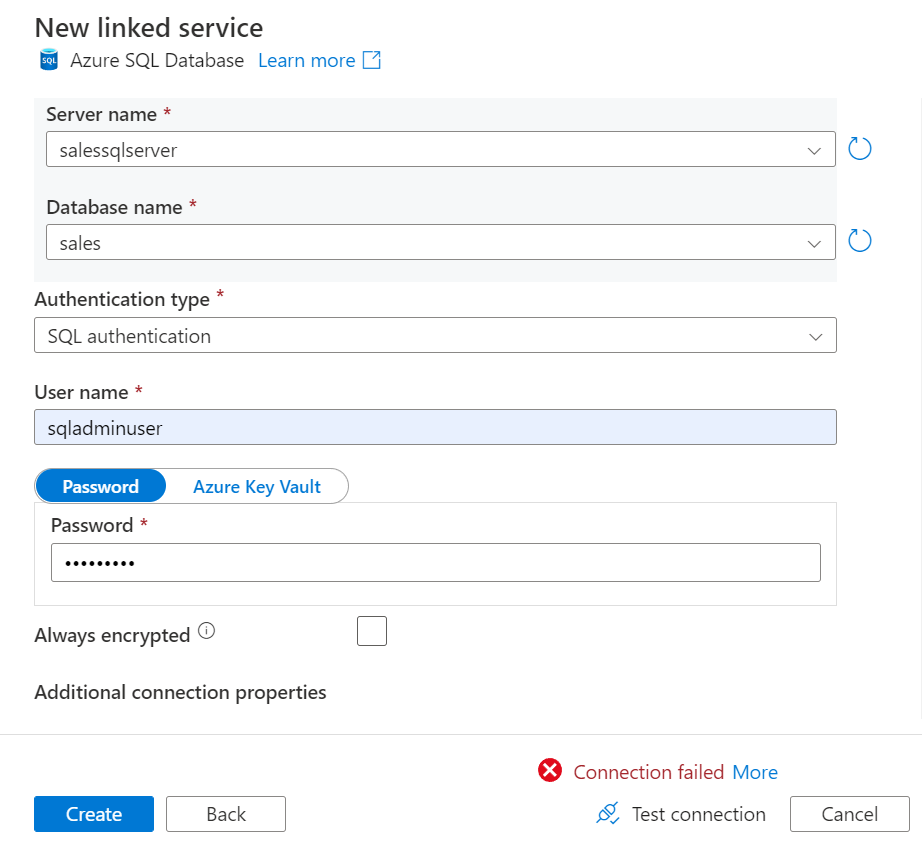 New linked service
SQL Azure SQL Database Learn more
Server name *
salessqlserver
Database name *
sales
Authentication type *
SQL authentication
User name *
sqladminuser
Password Azure Key Vault
Password *
•••••••••
Always encrypted
Additional connection properties
Connection failed More
Create Back Test connection Cancel